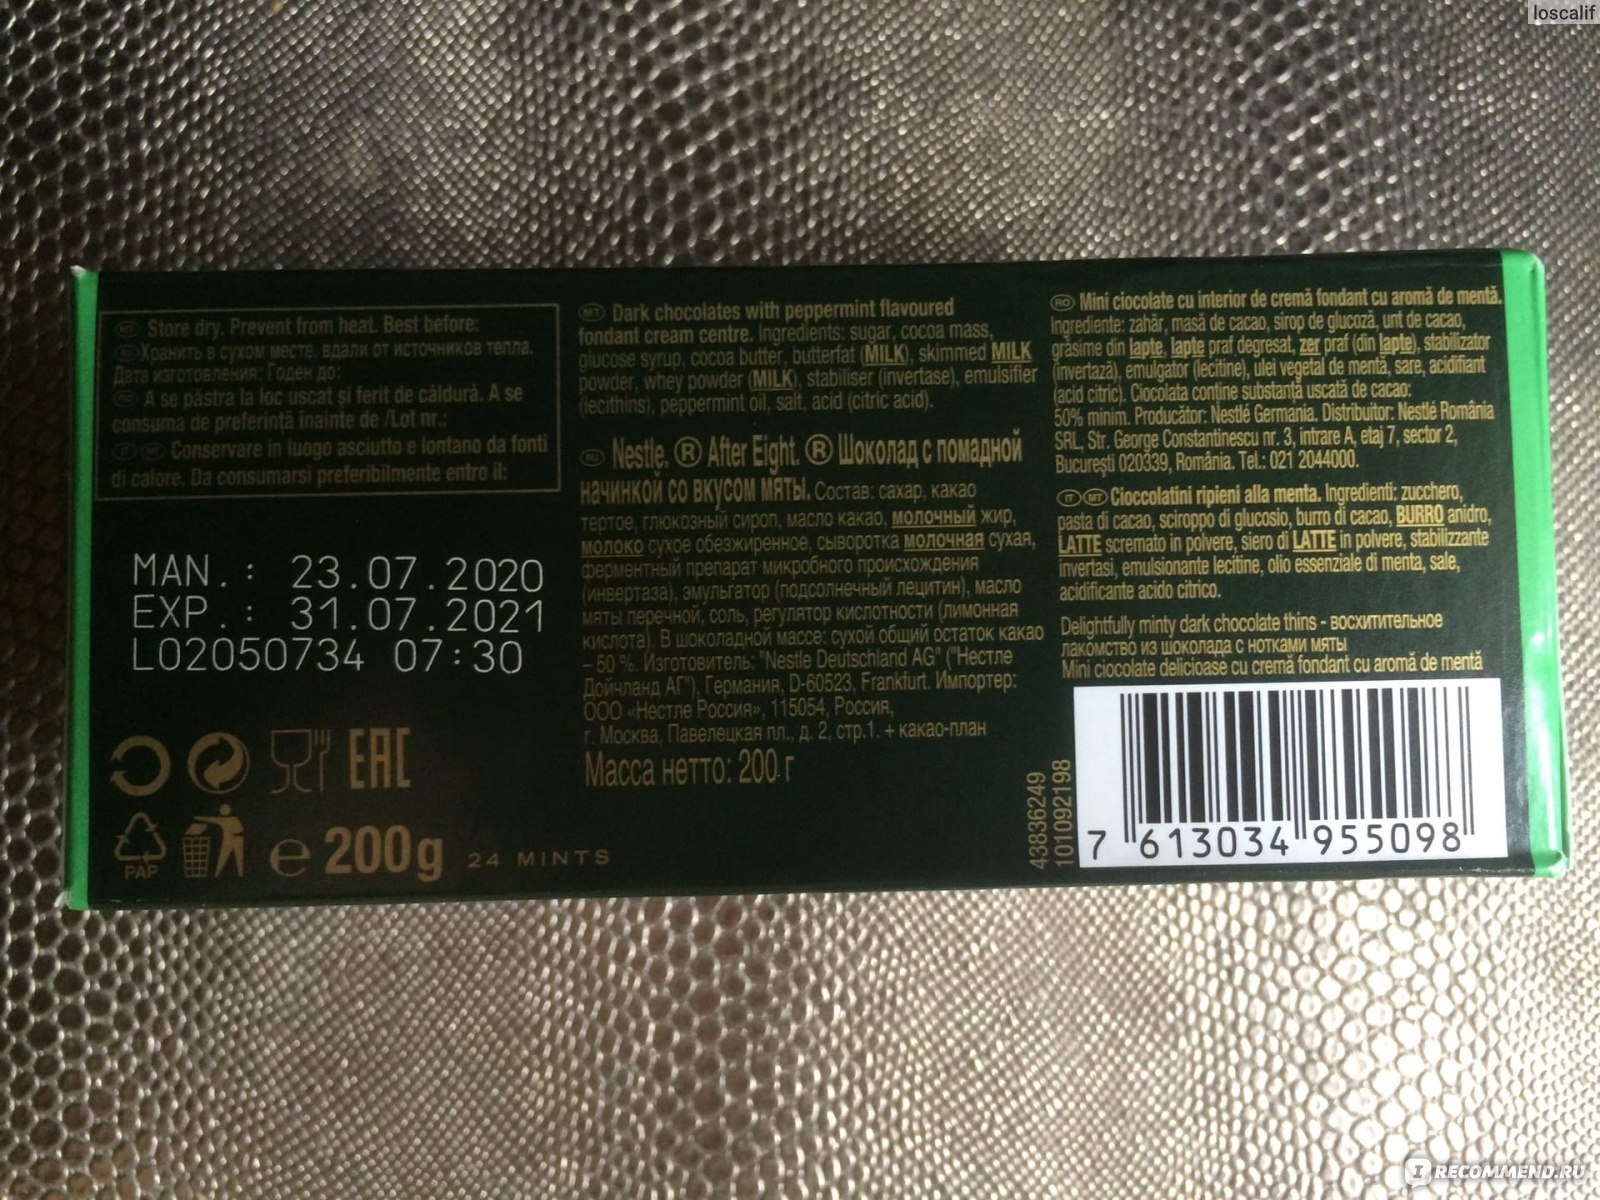 loscalif
MT Store dry. Prevent from heat. Best before:
RU Хранить в сухом месте, вдали от источников тепла.
Дата изготовления: Годен до:
RO A se păstra la loc uscat și ferit de căldură. A se
consuma de preferință înainte de /Lot nr.:
IT MT Conservare in luogo asciutto e lontano da fonti
di calore. Da consumarsi preferibilmente entro il:
MAN.: 23.07.2020
EXP.: 31.07.2021
L02050734 07:30
EAC
PAP
e 200g 24 MINTS
MT Dark chocolates with peppermint flavoured
fondant cream centre. Ingredients: sugar, cocoa mass,
glucose syrup, cocoa butter, butterfat (MILK), skimmed MILK
powder, whey powder (MILK), stabiliser (invertase), emulsifier
(lecithins), peppermint oil, salt, acid (citric acid).
RU Nestle. ® After Eight. ® Шоколад с помадной
начинкой со вкусом мяты. Состав: сахар, какао
тертое, глюкозный сироп, масло какао, молочный жир,
молоко сухое обезжиренное, сыворотка молочная сухая,
ферментный препарат микробного происхождения
(инвертаза), эмульгатор (подсолнечный лецитин), масло
мяты перечной, соль, регулятор кислотности (лимонная
кислота). В шоколадной массе: сухой общий остаток какао
– 50 %. Изготовитель: "Nestle Deutschland AG" ("Нестле
Дойчланд АГ"), Германия, D-60523, Frankfurt. Импортер:
ООО «Нестле Россия», 115054, Россия,
г. Москва, Павелецкая пл., д. 2, стр.1. + какао-план
Масса нетто: 200 г
RO Mini ciocolate cu interior de cremă fondant cu aromă de mentă.
Ingrediente: zahăr, masă de cacao, sirop de glucoză, unt de cacao,
grăsime din lapte, lapte praf degresat, zer praf (din lapte), stabilizator
(invertază), emulgator (lecitine), ulei vegetal de mentă, sare, acidifiant
(acid citric). Ciocolata conține substanță uscată de cacao:
50% minim. Producător: Nestlé Germania. Distribuitor: Nestlé România
SRL, Str. George Constantinescu nr. 3, intrare A, etaj 7, sector 2,
București 020339, România. Tel.: 021 2044000.
IT MT Cioccolatini ripieni alla menta. Ingredienti: zucchero,
pasta di cacao, sciroppo di glucosio, burro di cacao, BURRO anidro,
LATTE scremato in polvere, siero di LATTE in polvere, stabilizzante
invertasi, emulsionante lecitine, olio essenziale di menta, sale,
acidificante acido citrico.
Delightfully minty dark chocolate thins - восхитительное
лакомство из шоколада с нотками мяты
Mini ciocolate delicioase cu cremă fondant cu aromă de mentă
43836249
101092198
7 613034 955098
IRECOMMEND.RU